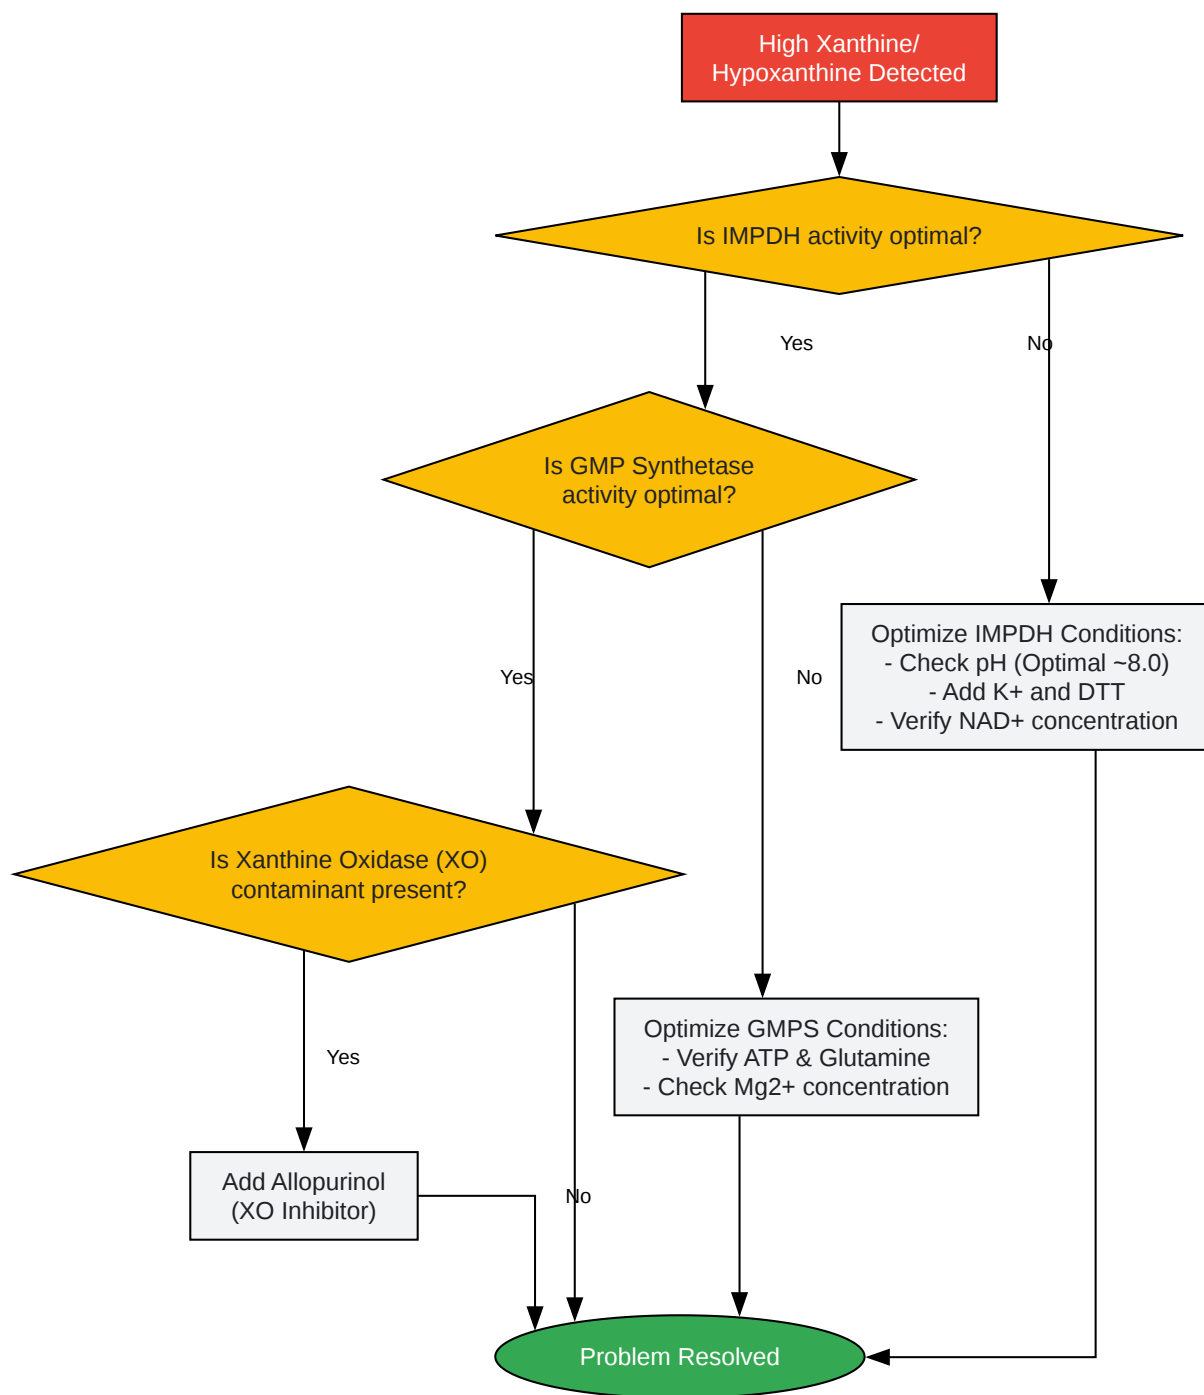 High Xanthine/
Hypoxanthine Detected
Is IMPDH activity optimal?
Yes
No
Is GMP Synthetase
activity optimal?
Optimize IMPDH Conditions:
- Check pH (Optimal ~8.0)
- Add K+ and DTT
- Verify NAD+ concentration
Yes
No
Is Xanthine Oxidase (XO)
contaminant present?
Optimize GMPS Conditions:
- Verify ATP & Glutamine
- Check Mg2+ concentration
Yes
Add Allopurinol
(XO Inhibitor)
No
Problem Resolved